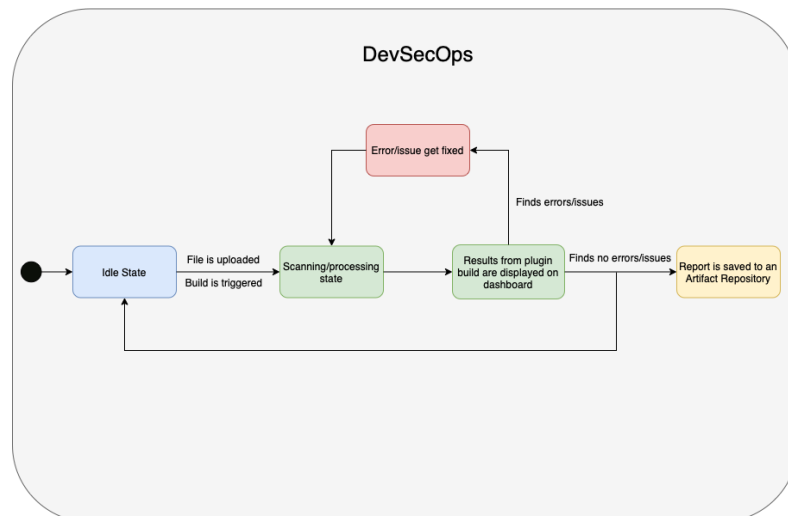 DevSecOps
Error/issue get fixed
Finds errors/issues
File is uploaded
Idle State
Build is triggered
Scanning/processing
state
Results from plugin
build are displayed on
dashboard
Finds no errors/issues
Report is saved to an
Artifact Repository